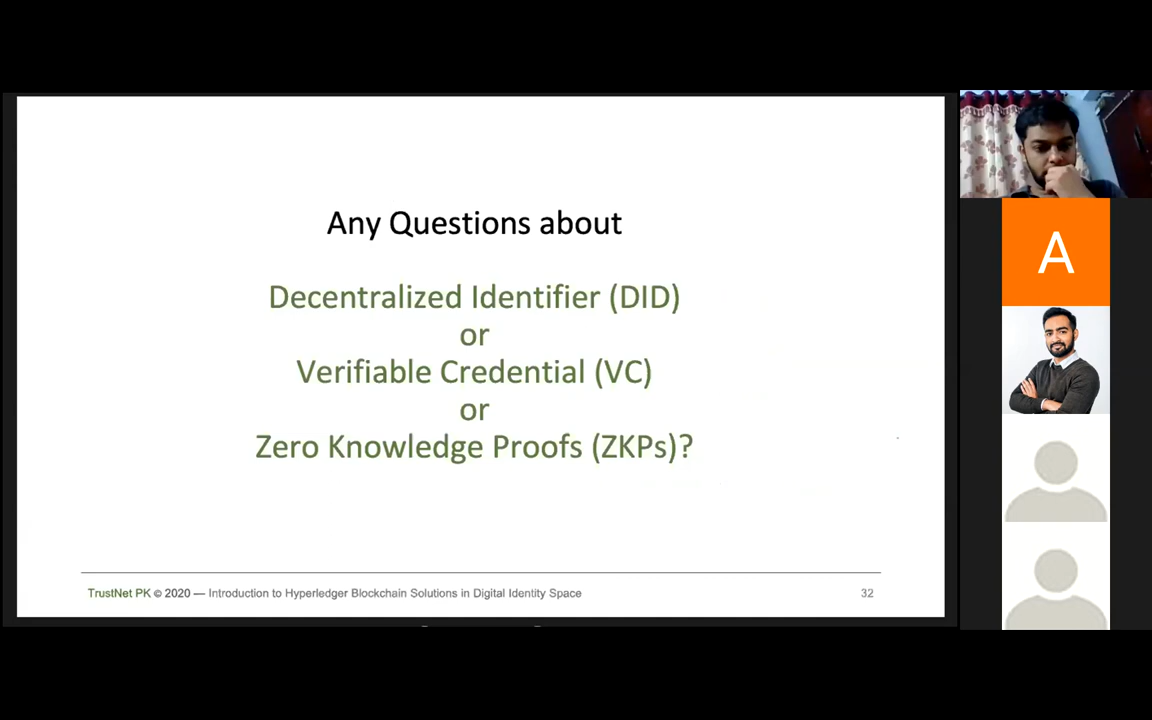 Any Questions about
Decentralized Identifier (DID)
or
Verifiable Credential (VC)
or
Zero Knowledge Proofs (ZKPs)?
TrustNet PK © 2020 — Introduction to Hyperledger Blockchain Solutions in Digital Identity Space
32
A